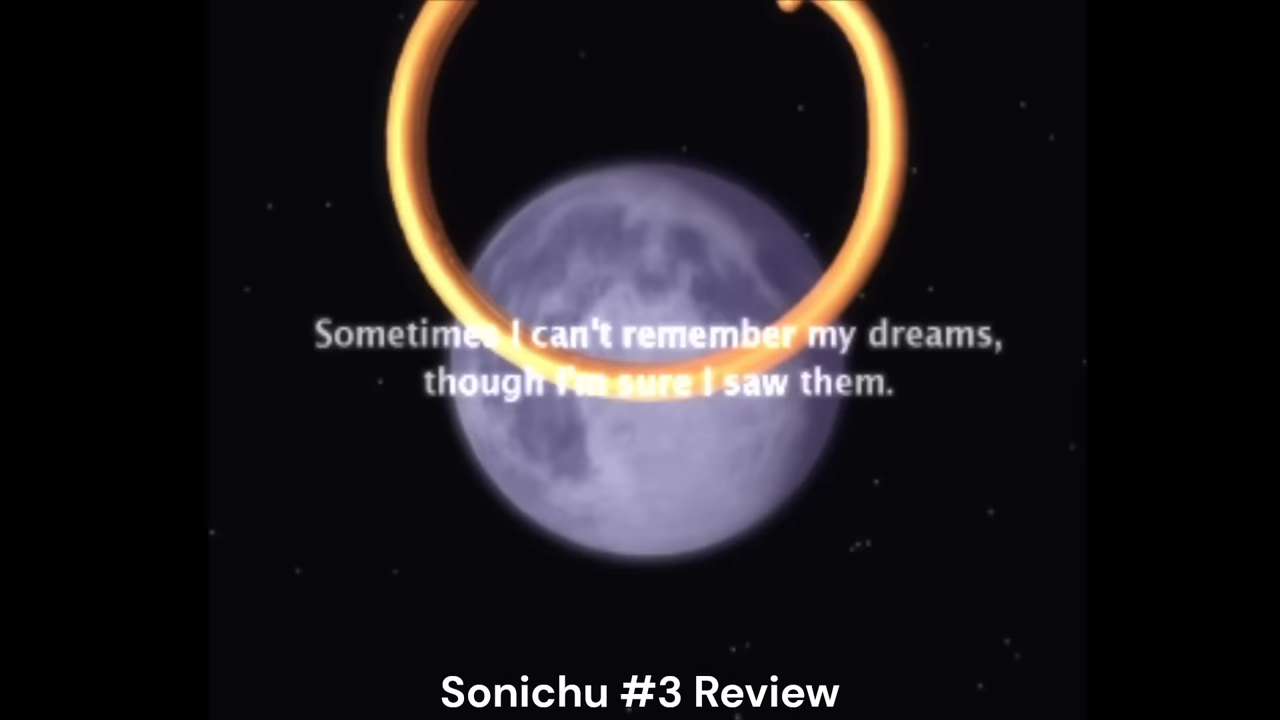 Sometimes I can't remember my dreams,
though I'm sure I saw them.
Sonichu #3 Review